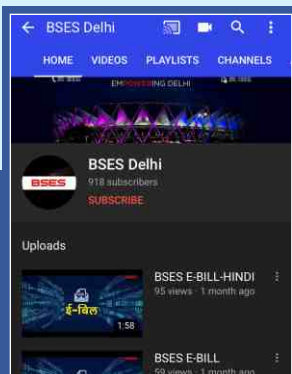 BSES Delhi
HOME VIDEOS PLAYLISTS CHANNELS
EMPOWERING DELHI
BSES
BSES Delhi
918 subscribers
SUBSCRIBE
Uploads
BSES E-BILL-HINDI
95 views · 1 month ago
ई-बिल
1:58
BSES E-BILL
59 views · 1 month ago